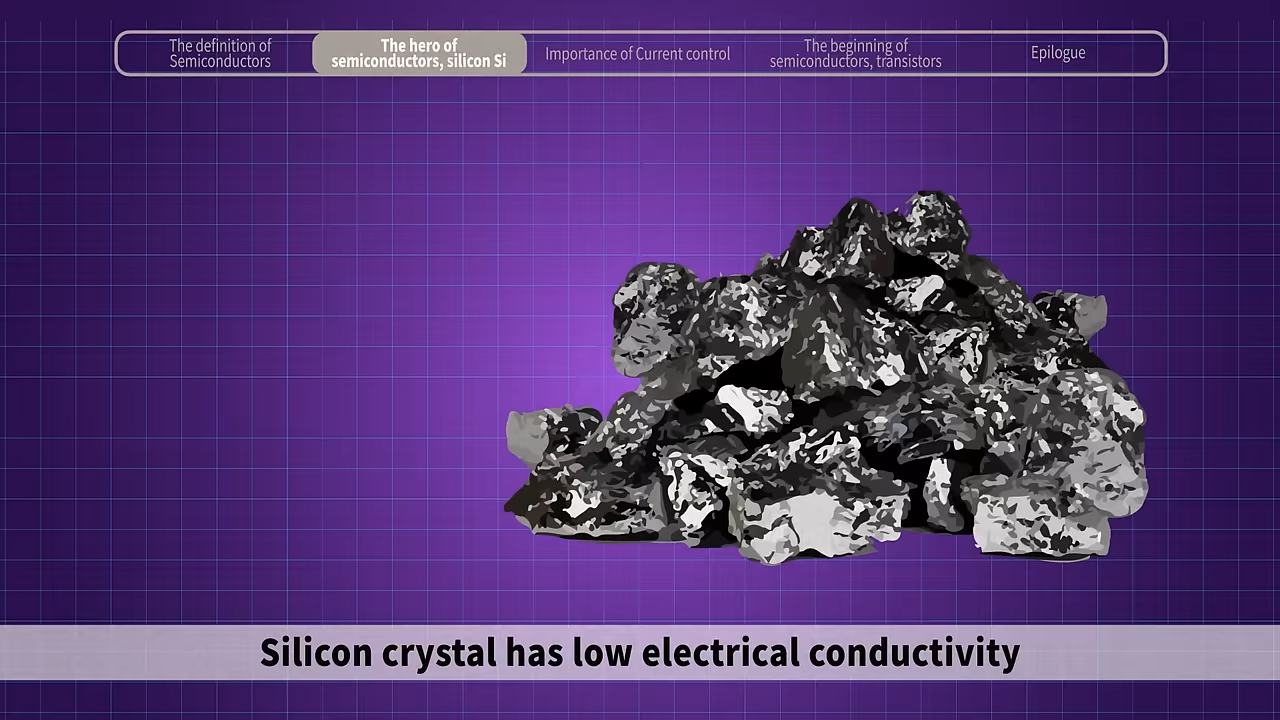 The definition of
Semiconductors
The hero of
semiconductors, silicon Si
Importance of Current control
The beginning of
semiconductors, transistors
Epilogue
Silicon crystal has low electrical conductivity